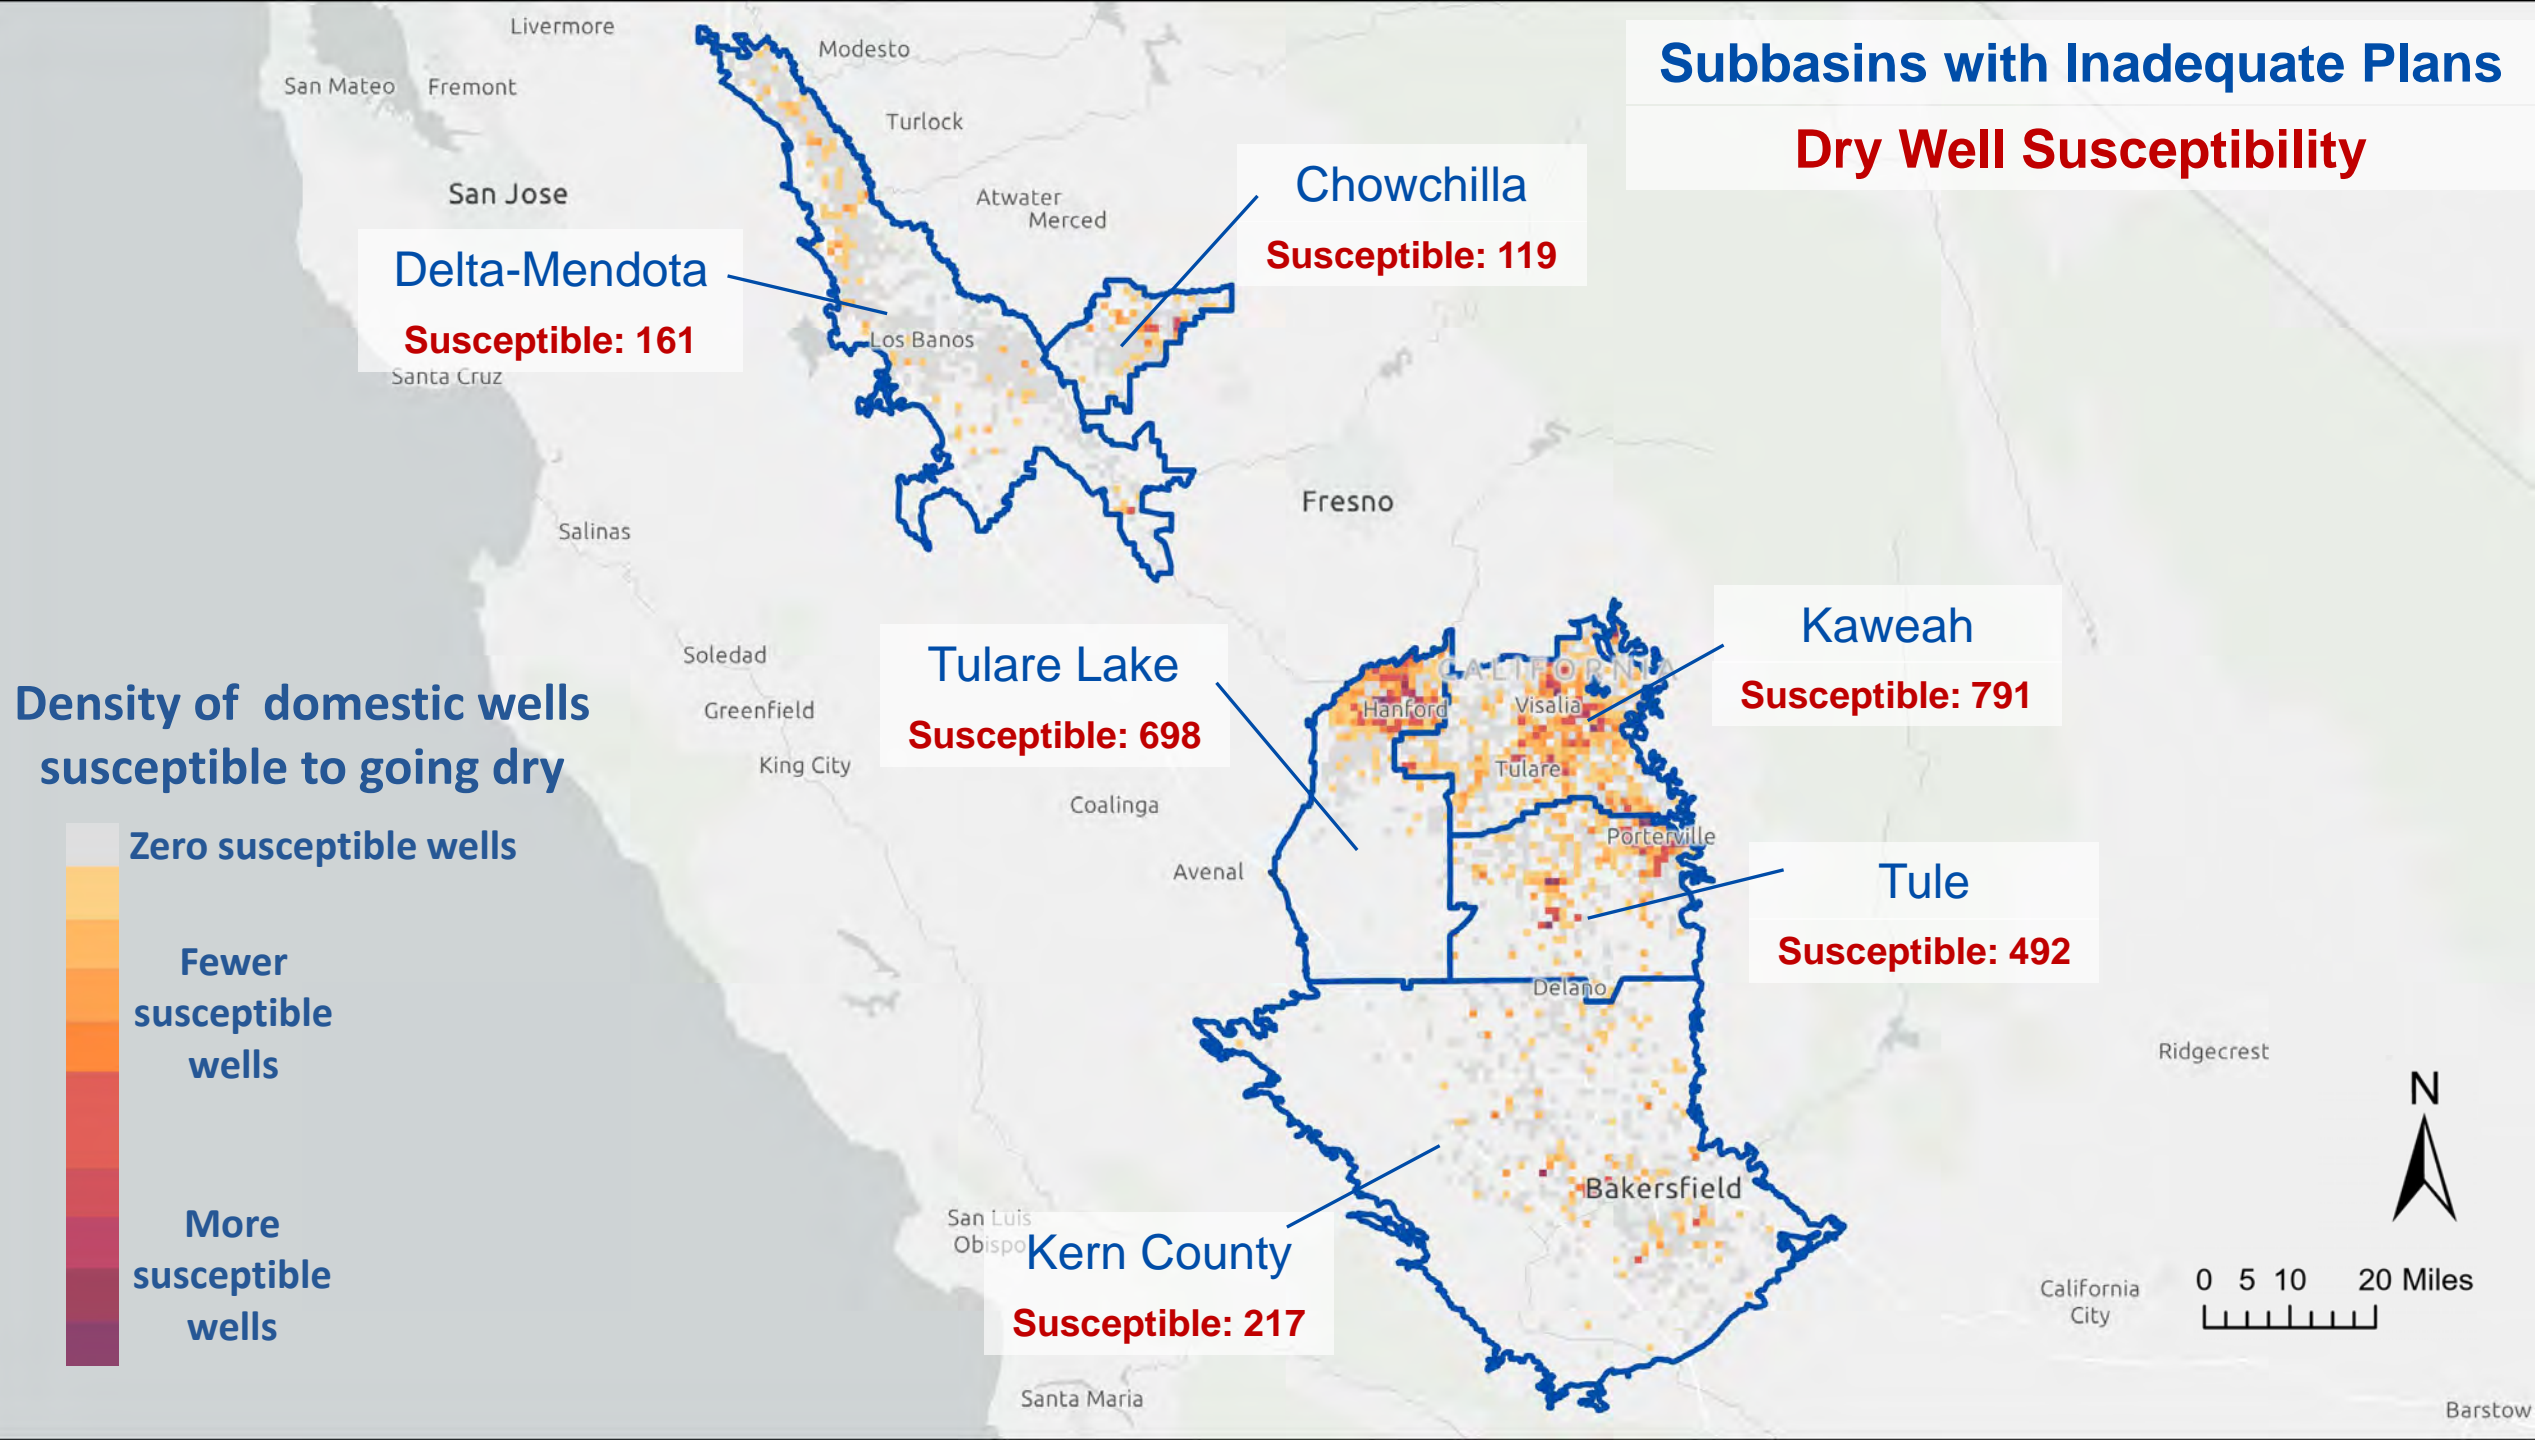 Subbasins with Inadequate Plans
Dry Well Susceptibility
Livermore
Modesto
San Mateo
Fremont
Turlock
San Jose
Atwater
Merced
Chowchilla
Susceptible: 119
Delta-Mendota
Susceptible: 161
Los Banos
Santa Cruz
Fresno
Salinas
Soledad
Greenfield
King City
Coalinga
Avenal
Tulare Lake
Susceptible: 698
CALIFORNIA
Hanford
Visalia
Tulare
Porterville
Kaweah
Susceptible: 791
Tule
Susceptible: 492
Delano
Density of domestic wells
susceptible to going dry
Zero susceptible wells
Fewer
susceptible
wells
More
susceptible
wells
Bakersfield
San Luis
Obispo
Kern County
Susceptible: 217
Santa Maria
Ridgecrest
N
California
City
0 5 10 20 Miles
Barstow